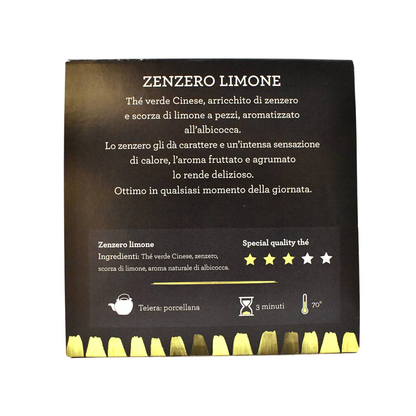 ZENZERO LIMONE
Thé verde Cinese, arricchito di zenzero
e scorza di limone a pezzi, aromatizzato
all'albicocca.
Lo zenzero gli dà carattere e un'intensa sensazione
di calore, l'aroma fruttato e agrumato
lo rende delizioso.
Ottimo in qualsiasi momento della giornata.
Zenzero limone
Ingredienti: Thé verde Cinese, zenzero,
scorza di limone, aroma naturale di albicocca.
Special quality thé
Teiera: porcellana
3 minuti
70°